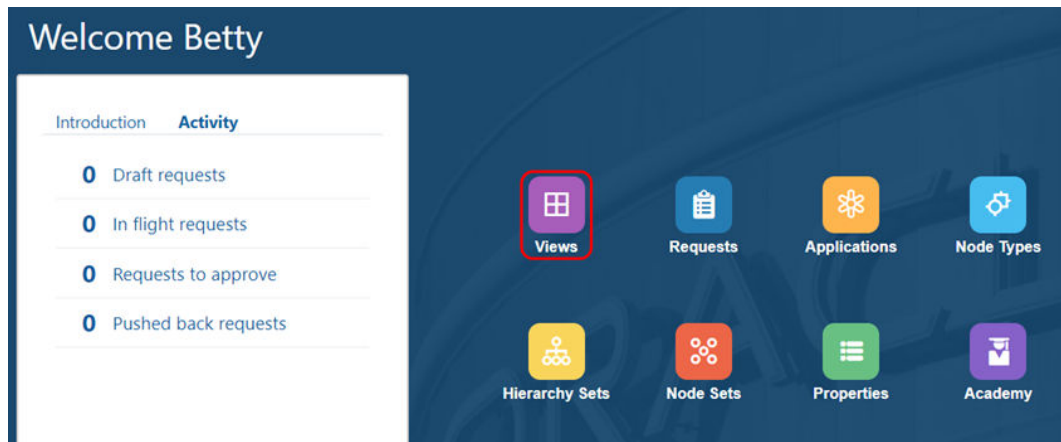 Welcome Betty
Introduction Activity
0 Draft requests
0 In flight requests
0 Requests to approve
0 Pushed back requests
Views Requests Applications Node Types
Hierarchy Sets Node Sets Properties Academy